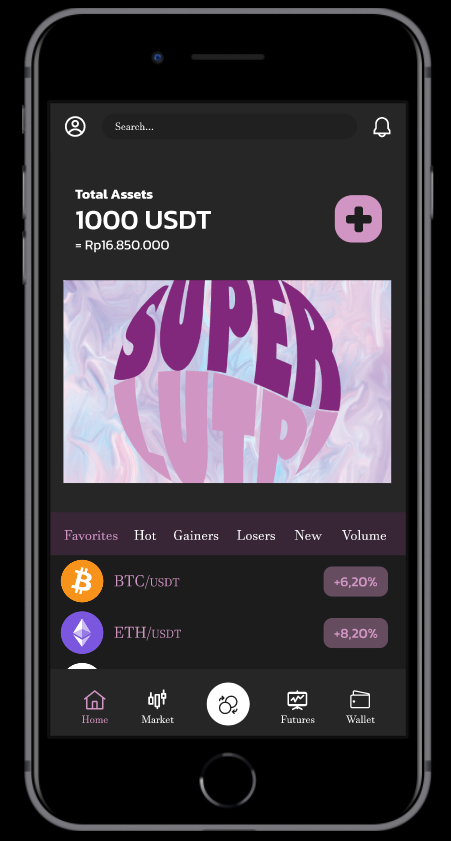 Search...
Total Assets
1000 USDT
= Rp16.850.000
SUPER
LUTPI
Favorites Hot Gainers Losers New Volume
BTC/USDT +6,20%
ETH/USDT +8,20%
Home Market Futures Wallet